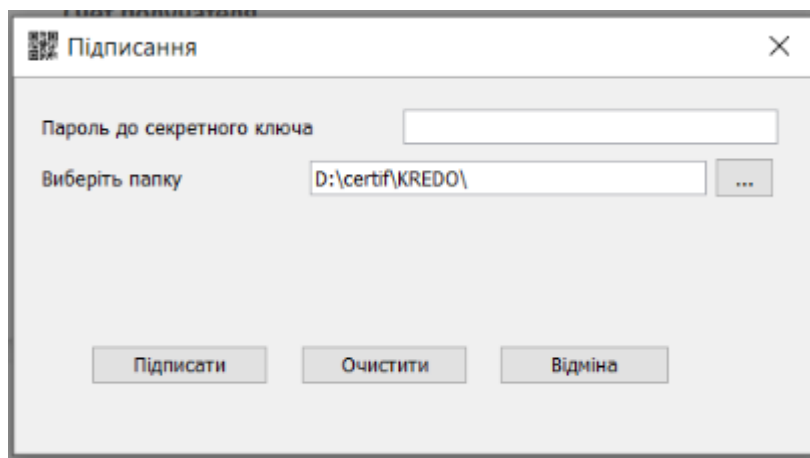 Підписання
Пароль до секретного ключа
Виберіть папку D:\certif\KREDO\ ...
Підписати Очистити Відміна